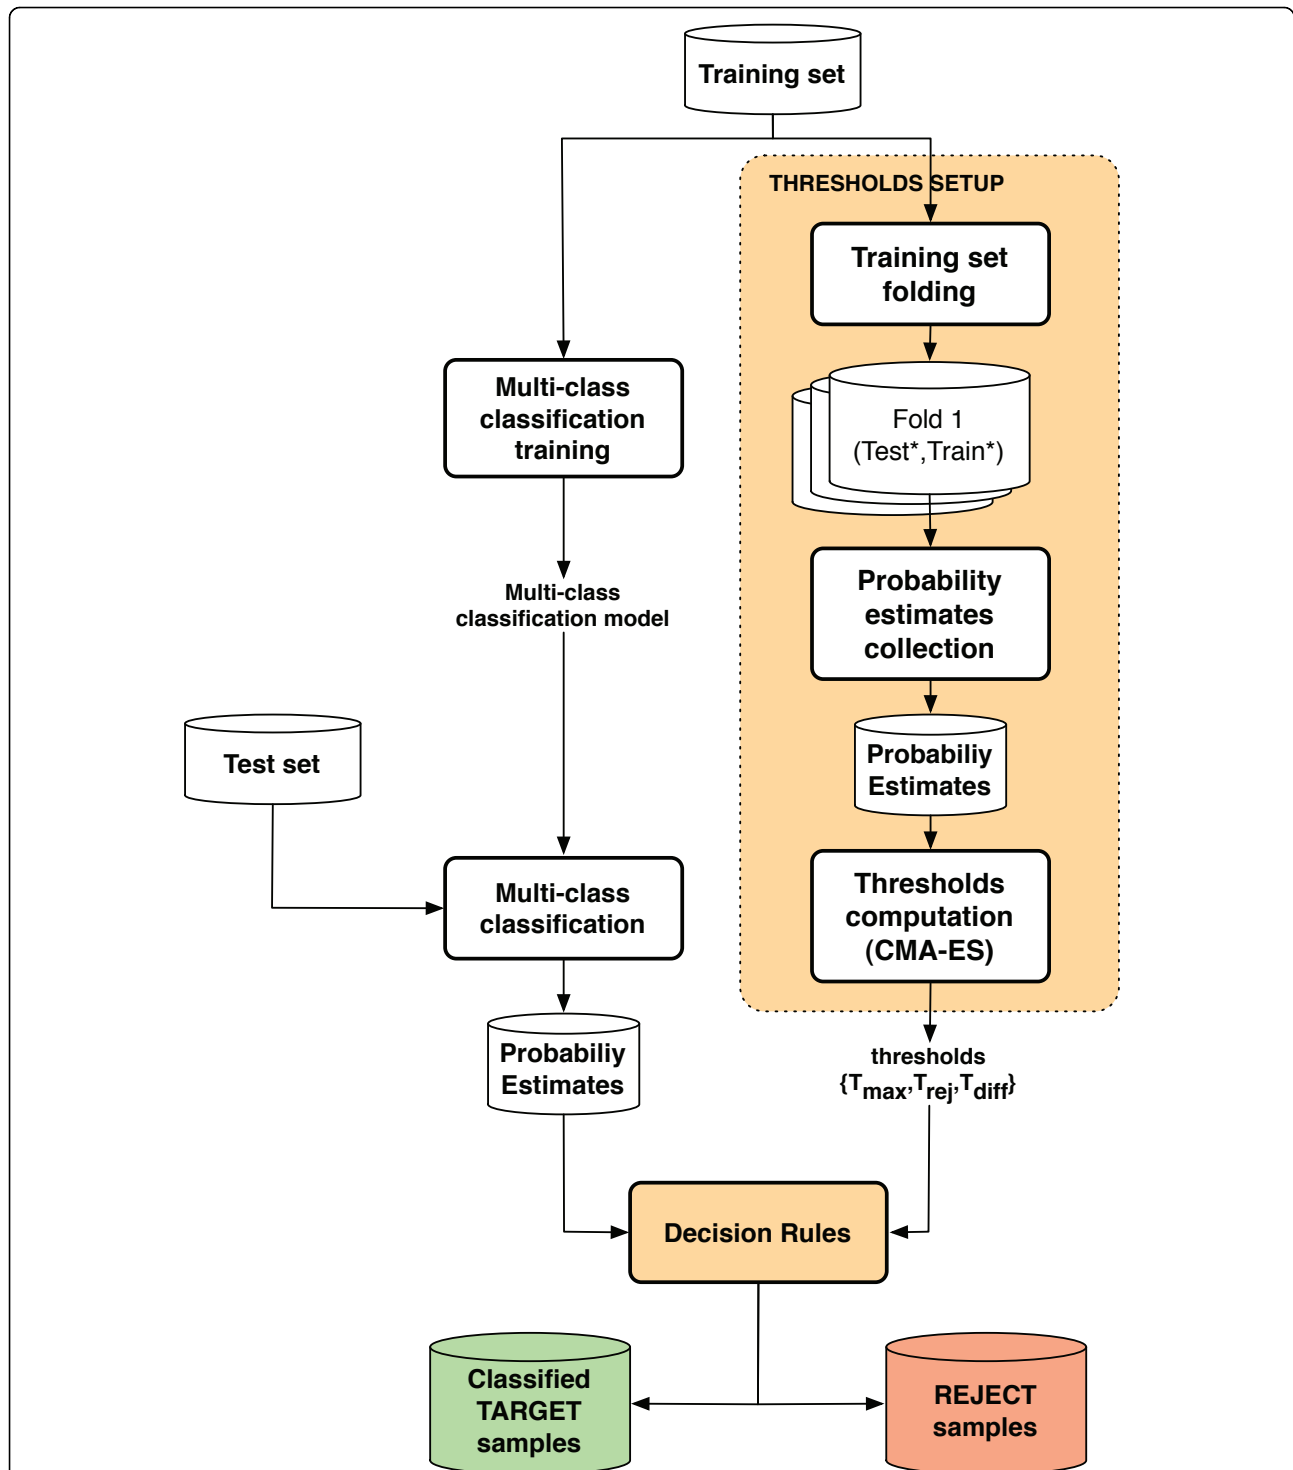 Training set
THRESHOLDS SETUP
Training set
folding
Multi-class
classification
training
Fold 1
(Test*,Train*)
Probability
estimates
collection
Multi-class
classification model
Test set
Probabiliy
Estimates
Multi-class
classification
Thresholds
computation
(CMA-ES)
Probabiliy
Estimates
thresholds
{Tmax,Trej,Tdiff}
Decision Rules
Classified
TARGET
samples
REJECT
samples